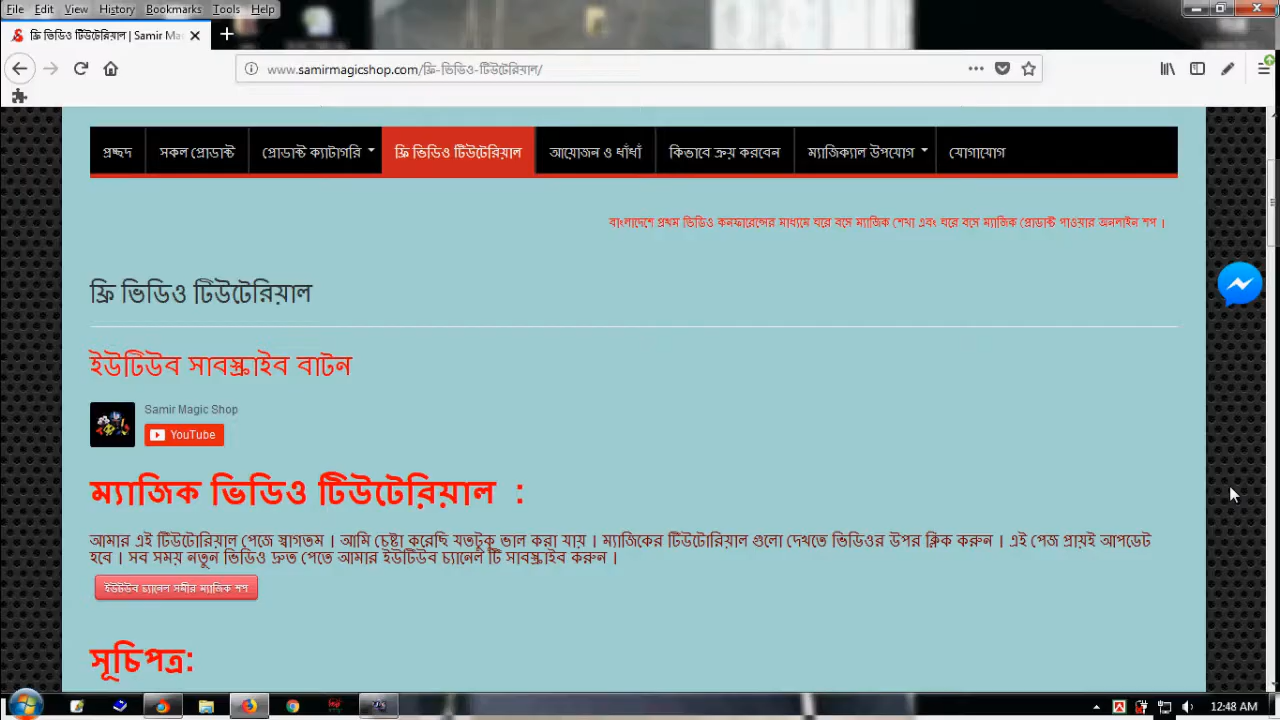 File Edit View History Bookmarks Tools Help
ফ্রি ভিডিও টিউটেরিয়াল | Samir Ma
www.samirmagicshop.com/ফ্রি-ভিডিও-টিউটেরিয়াল/
প্রচ্ছদ সকল প্রোডাক্ট প্রোডাক্ট ক্যাটাগরি ফ্রি ভিডিও টিউটেরিয়াল আয়োজন ও ধাঁধাঁ কিভাবে ক্রয় করবেন ম্যাজিক্যাল উপযোগ যোগাযোগ
বাংলাদেশে প্রথম ভিডিও কনফারেন্সের মাধ্যমে ঘরে বসে ম্যাজিক শেখা এবং ঘরে বসে ম্যাজিক প্রোডাক্ট পাওয়ার অনলাইন শপ ।
ফ্রি ভিডিও টিউটেরিয়াল
ইউটিউব সাবস্ক্রাইব বাটন
Samir Magic Shop
YouTube
ম্যাজিক ভিডিও টিউটেরিয়াল :
আমার এই টিউটোরিয়াল পেজে স্বাগতম । আমি চেষ্টা করেছি যতটুকু ভাল করা যায় । ম্যাজিকের টিউটোরিয়াল গুলো দেখতে ভিডিওর উপর ক্লিক করুন । এই পেজ প্রায়ই আপডেট
হবে । সব সময় নতুন ভিডিও দ্রুত পেতে আমার ইউটিউব চ্যানেল টি সাবস্ক্রাইব করুন ।
ইউটিউব চ্যানেল সমীর ম্যাজিক শপ
সূচিপত্র:
12:48 AM